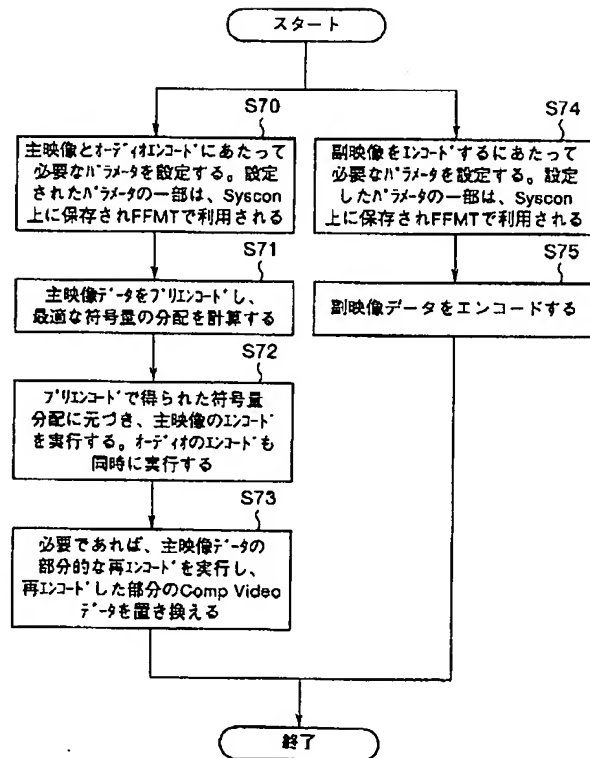 スタート
S70
主映像とオーディオエンコードにあたって
必要なパラメータを設定する。設定
されたパラメータの一部は、Syscon
上に保存されFFMTで利用される
S71
主映像データをプリエンコードし、
最適な符号量の分配を計算する
S72
プリエンコードで得られた符号量
分配に元づき、主映像のエンコード
を実行する。オーディオのエンコードも
同時に実行する
S73
必要であれば、主映像データの
部分的な再エンコードを実行し、
再エンコードした部分のComp Video
データを置き換える
S74
副映像をエンコードするにあたって
必要なパラメータを設定する。設定
したパラメータの一部は、Syscon
上に保存されFFMTで利用される
S75
副映像データをエンコードする
終了